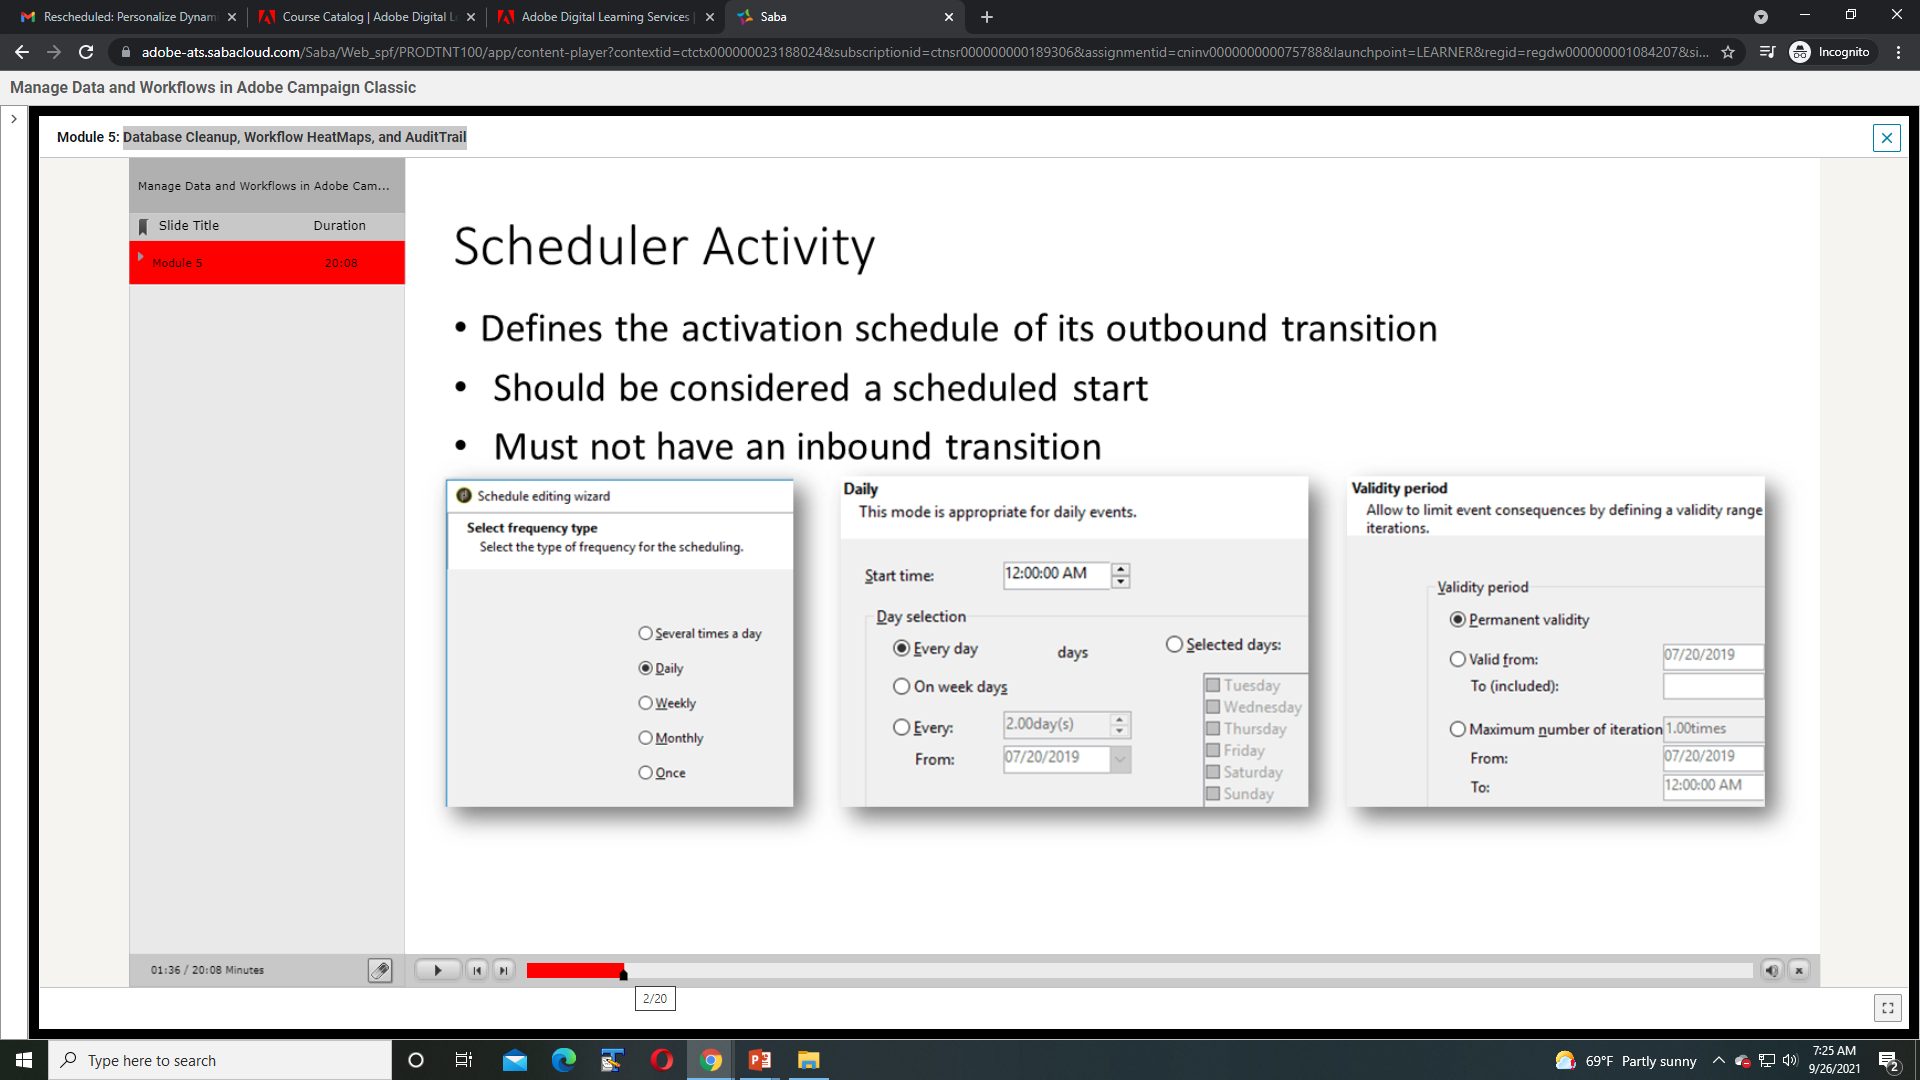 Rescheduled: Personalize Dynam
Course Catalog | Adobe Digital L
Adobe Digital Learning Services |
Saba
adobe-ats.sabacloud.com/Saba/Web_spf/PRODTNT100/app/content-player?contextid=ctctx000000023188024&subscriptionid=ctnsr0000000001893​06&assignmentid=cninv000000000075788&launchpoint=LEARNER&regid=regdw000000001084207&si...
Incognito
Manage Data and Workflows in Adobe Campaign Classic
Module 5: Database Cleanup, Workflow HeatMaps, and AuditTrail
Manage Data and Workflows in Adobe Cam...
Slide Title Duration
Module 5 20:08
Scheduler Activity
• Defines the activation schedule of its outbound transition
• Should be considered a scheduled start
• Must not have an inbound transition
Schedule editing wizard
Select frequency type
Select the type of frequency for the scheduling.
Several times a day
Daily
Weekly
Monthly
Once
Daily
This mode is appropriate for daily events.
Start time: 12:00:00 AM
Day selection
Every day days Selected days:
On week days
Every: 2.00day(s)
From: 07/20/2019
Tuesday
Wednesday
Thursday
Friday
Saturday
Sunday
Validity period
Allow to limit event consequences by defining a validity range
iterations.
Validity period
Permanent validity
Valid from: 07/20/2019
To (included):
Maximum number of iteration 1.00times
From: 07/20/2019
To: 12:00:00 AM
01:36 / 20:08 Minutes
2/20
Type here to search
69°F Partly sunny
7:25 AM
9/26/2021
2